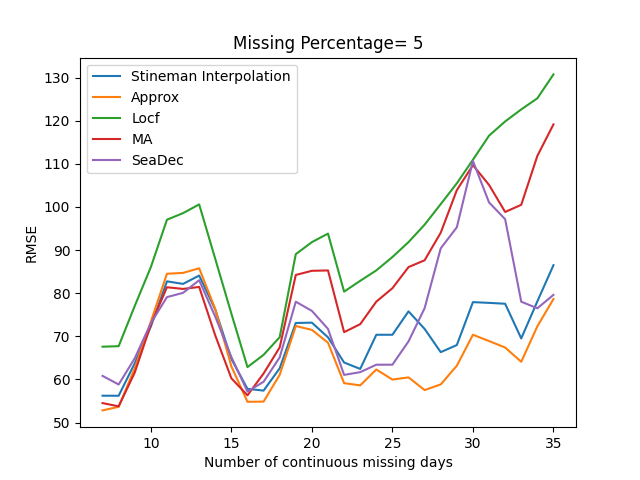 Missing Percentage= 5
Stineman Interpolation
Approx
Locf
MA
SeaDec
RMSE
130
120
110
100
90
80
70
60
50
10 15 20 25 30 35
Number of continuous missing days